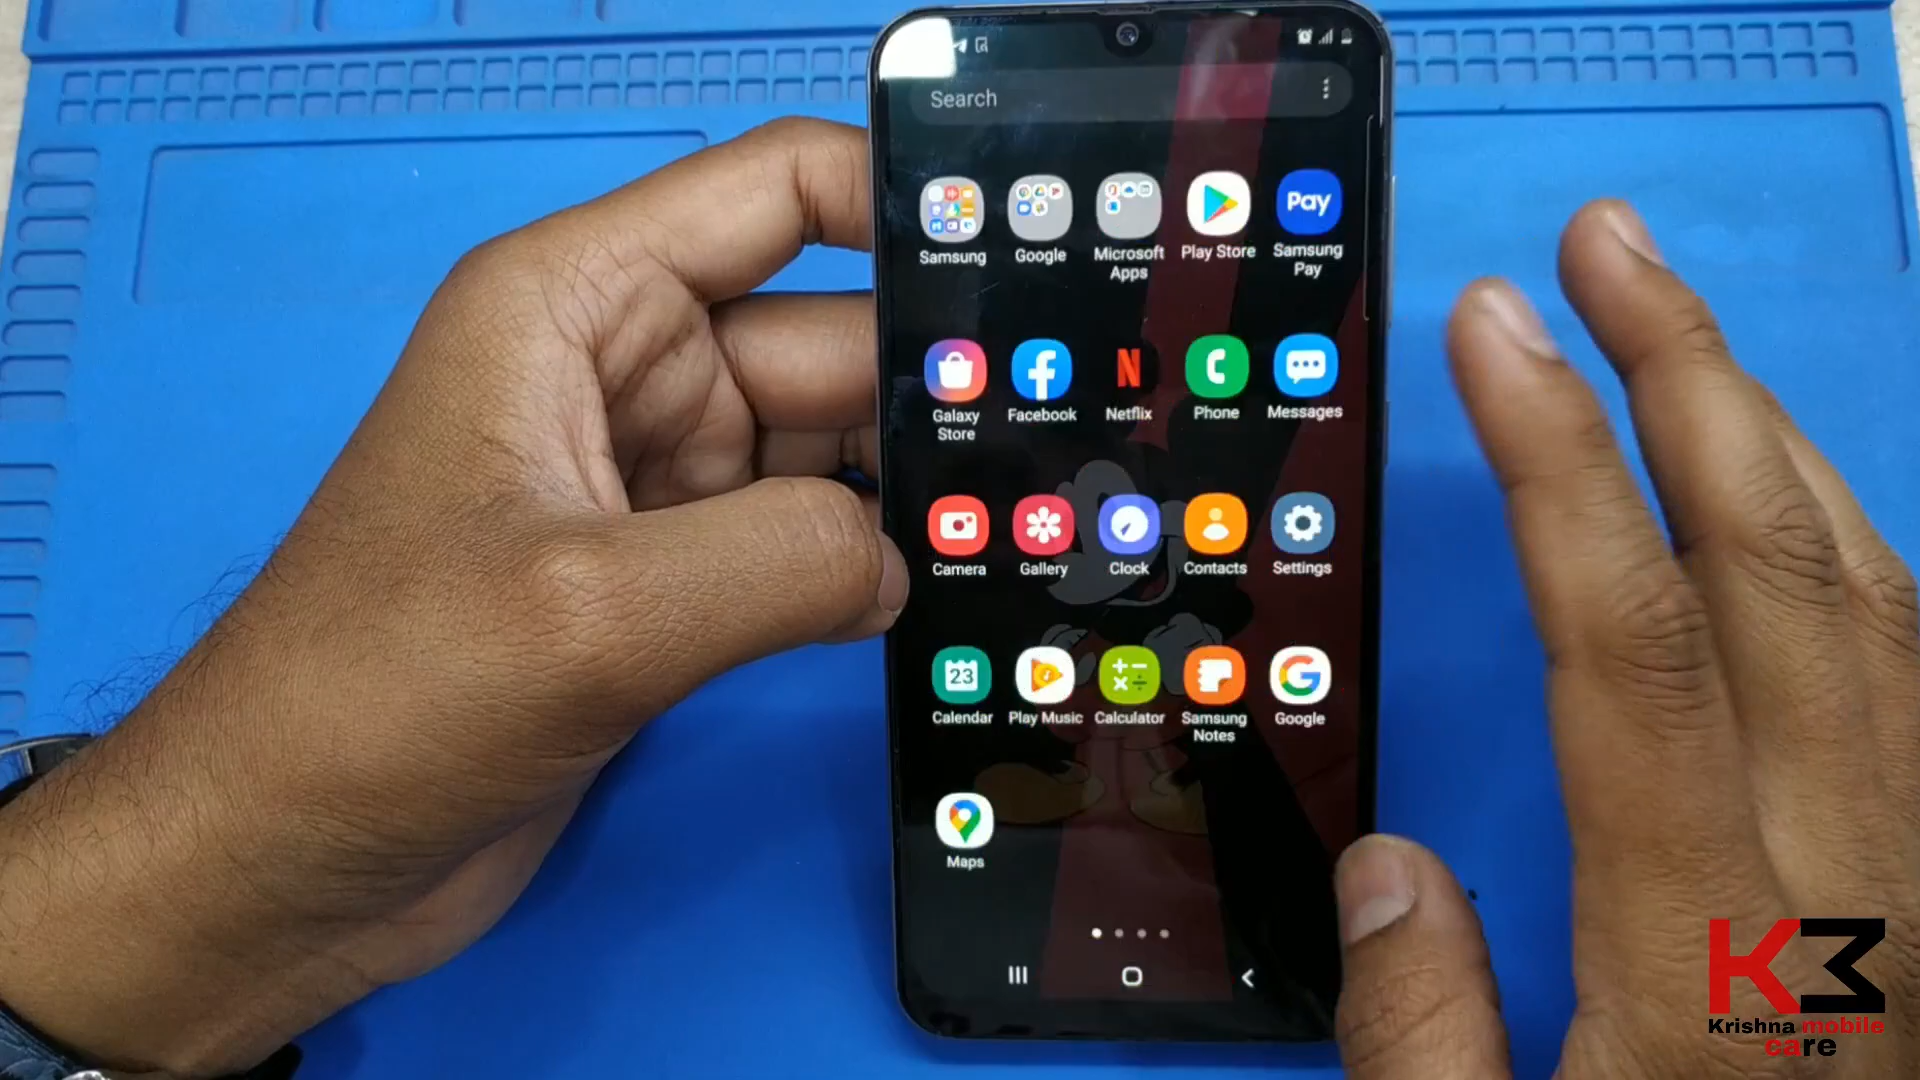 Search
Samsung
Google
Microsoft
Apps
Play Store
Pay
Samsung
Pay
Galaxy
Store
Facebook
N
Netflix
Phone
Messages
Camera
Gallery
Clock
Contacts
Settings
23
Calendar
Play Music
Calculator
Samsung
Notes
G
Google
Maps
K3
Krishna mobile
care